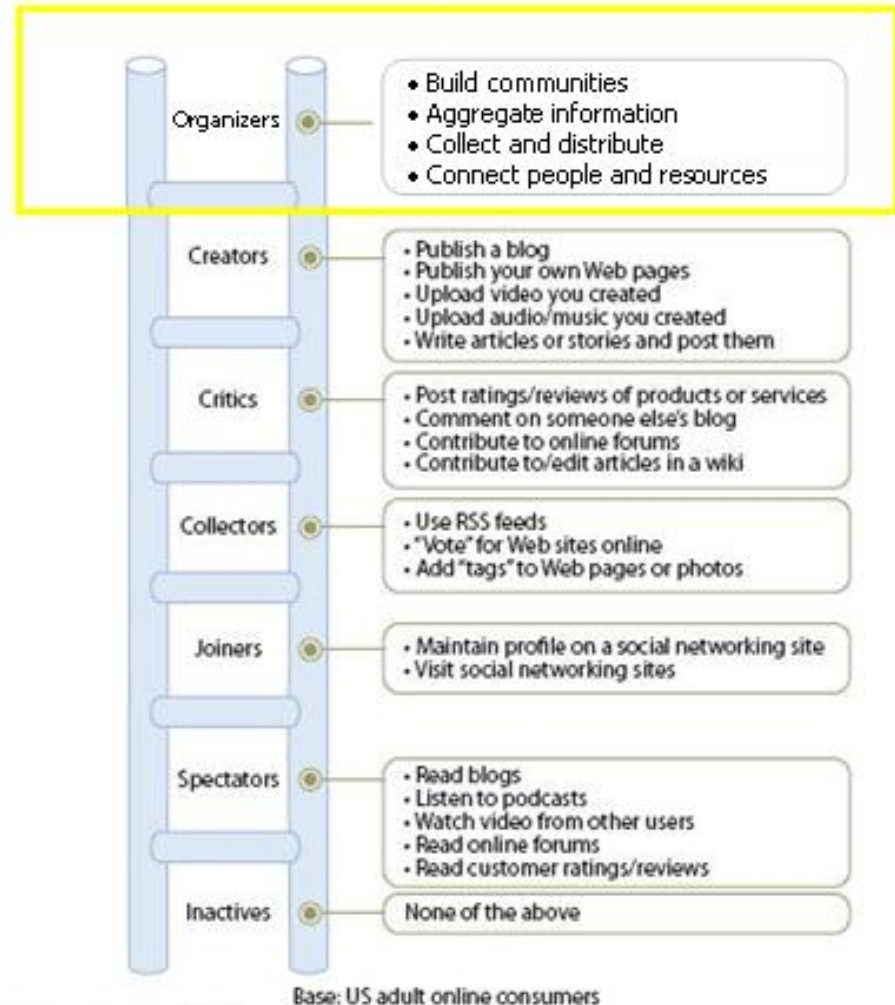 Organizers
• Build communities
• Aggregate information
• Collect and distribute
• Connect people and resources
Creators
• Publish a blog
• Publish your own Web pages
• Upload video you created
• Upload audio/music you created
• Write articles or stories and post them
Critics
• Post ratings/reviews of products or services
• Comment on someone else's blog
• Contribute to online forums
• Contribute to/edit articles in a wiki
Collectors
• Use RSS feeds
• "Vote" for Web sites online
• Add "tags" to Web pages or photos
Joiners
• Maintain profile on a social networking site
• Visit social networking sites
Spectators
• Read blogs
• Listen to podcasts
• Watch video from other users
• Read online forums
• Read customer ratings/reviews
Inactives
None of the above
Base: US adult online consumers